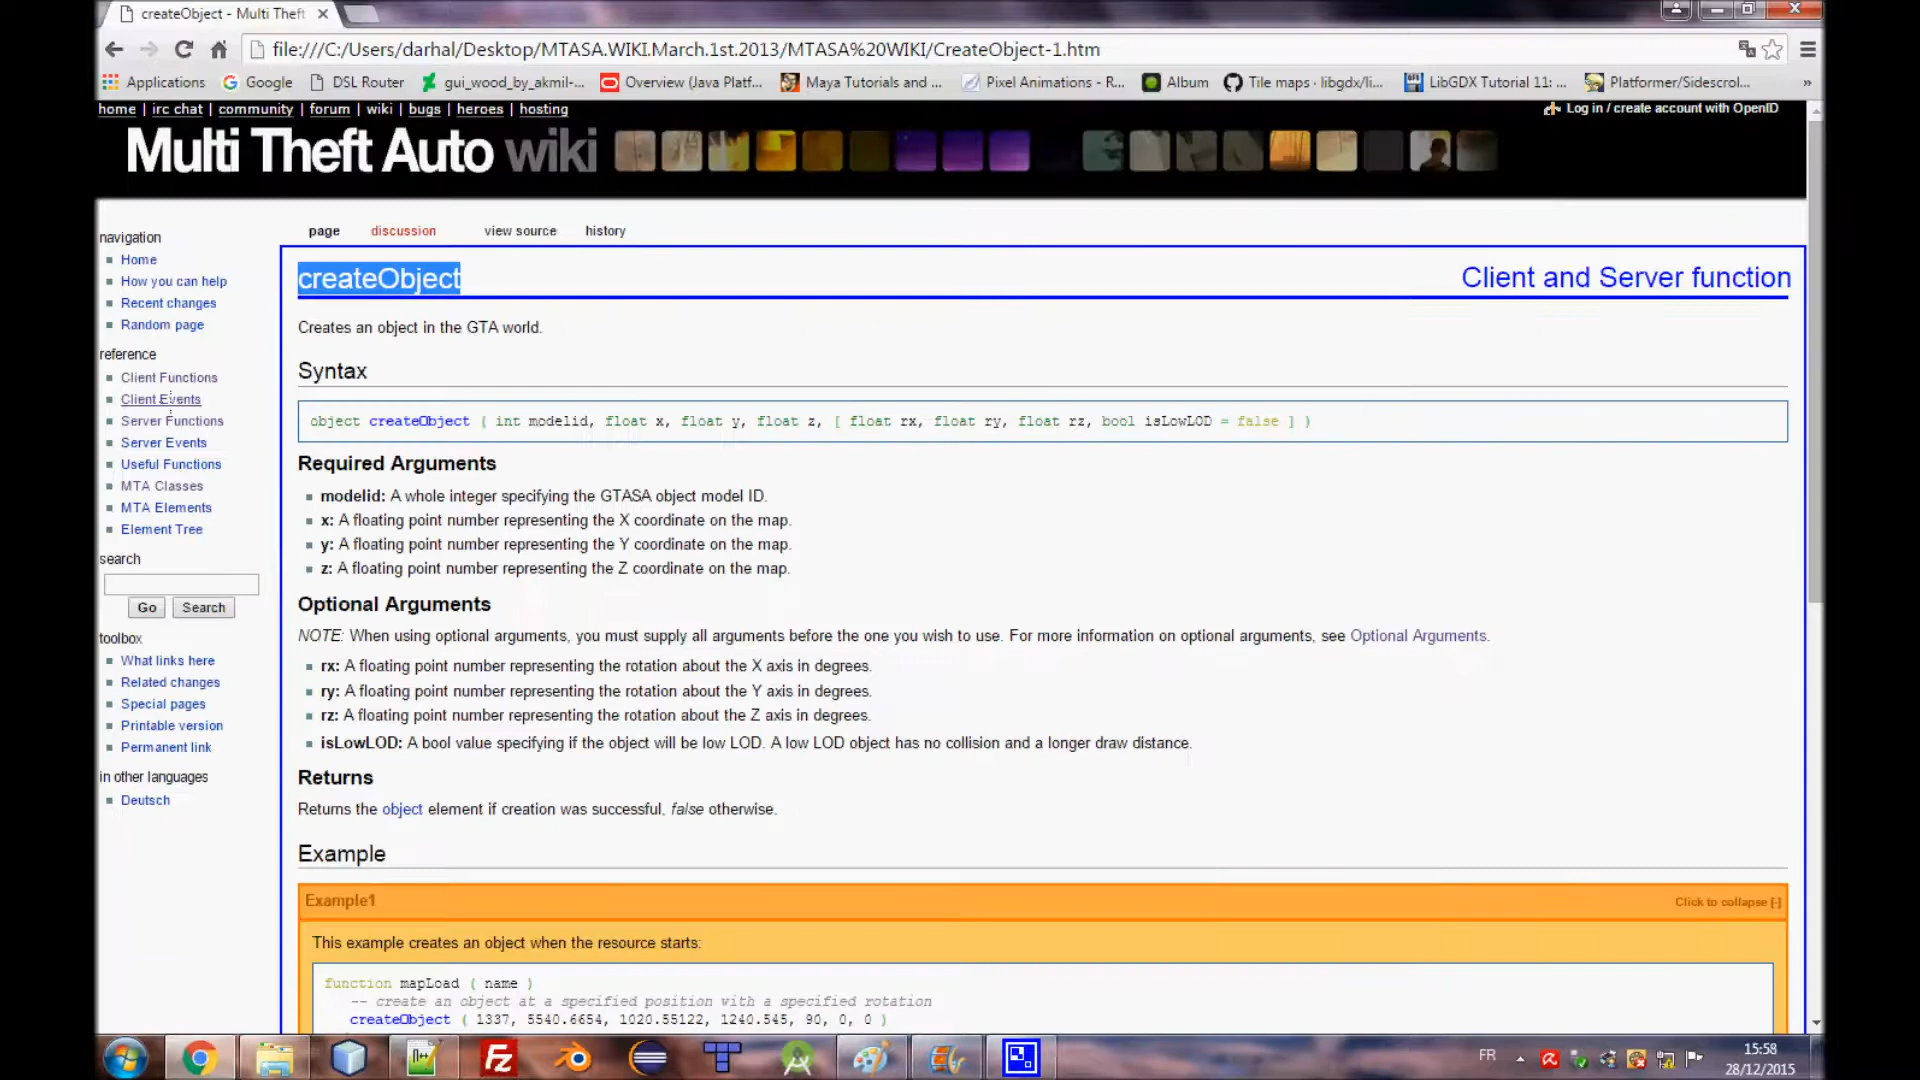 createObject - Multi Theft
file:///C:/Users/darhal/Desktop/MTASA.WIKI.March.1st.2013/MTASA%20WIKI/CreateObject-1.htm
Applications Google DSL Router gui_wood_by_akmil-... Overview (Java Platf... Maya Tutorials and ... Pixel Animations - R... Album Tile maps · libgdx/li... LibGDX Tutorial 11: ... Platformer/Sidescrol... »
home | irc chat | community | forum | wiki | bugs | heroes | hosting
Log in / create account with OpenID
Multi Theft Auto wiki
page discussion view source history
navigation
Home
How you can help
Recent changes
Random page
reference
Client Functions
Client Events
Server Functions
Server Events
Useful Functions
MTA Classes
MTA Elements
Element Tree
search
Go Search
toolbox
What links here
Related changes
Special pages
Printable version
Permanent link
in other languages
Deutsch
createObject
Client and Server function
Creates an object in the GTA world.
Syntax
object createObject ( int modelid, float x, float y, float z, [ float rx, float ry, float rz, bool isLowLOD = false ] )
Required Arguments
modelid: A whole integer specifying the GTASA object model ID.
x: A floating point number representing the X coordinate on the map.
y: A floating point number representing the Y coordinate on the map.
z: A floating point number representing the Z coordinate on the map.
Optional Arguments
NOTE: When using optional arguments, you must supply all arguments before the one you wish to use. For more information on optional arguments, see Optional Arguments.
rx: A floating point number representing the rotation about the X axis in degrees.
ry: A floating point number representing the rotation about the Y axis in degrees.
rz: A floating point number representing the rotation about the Z axis in degrees.
isLowLOD: A bool value specifying if the object will be low LOD. A low LOD object has no collision and a longer draw distance.
Returns
Returns the object element if creation was successful, false otherwise.
Example
Example1
Click to collapse [-]
This example creates an object when the resource starts:
function mapLoad ( name )
-- create an object at a specified position with a specified rotation
createObject ( 1337, 5540.6654, 1020.55122, 1240.545, 90, 0, 0 )
FR
15:58
28/12/2015